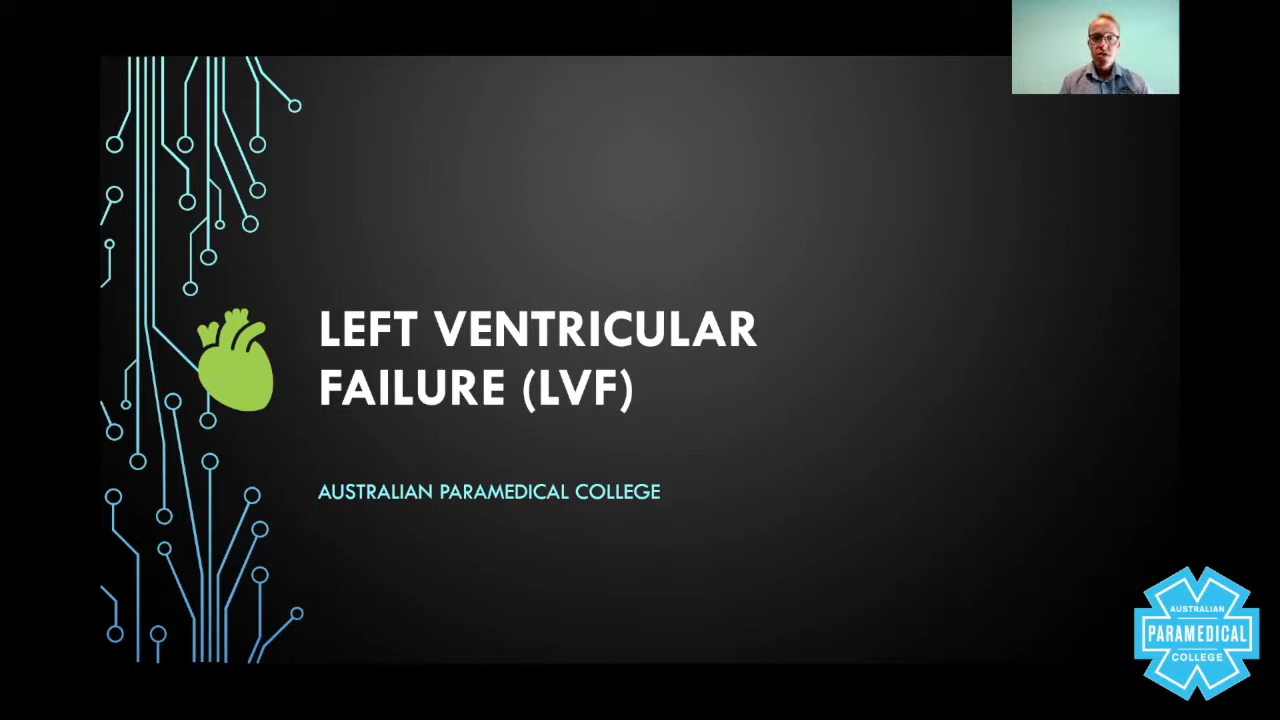 LEFT VENTRICULAR
FAILURE (LVF)
AUSTRALIAN PARAMEDICAL COLLEGE
AUSTRALIAN
PARAMEDICAL
COLLEGE